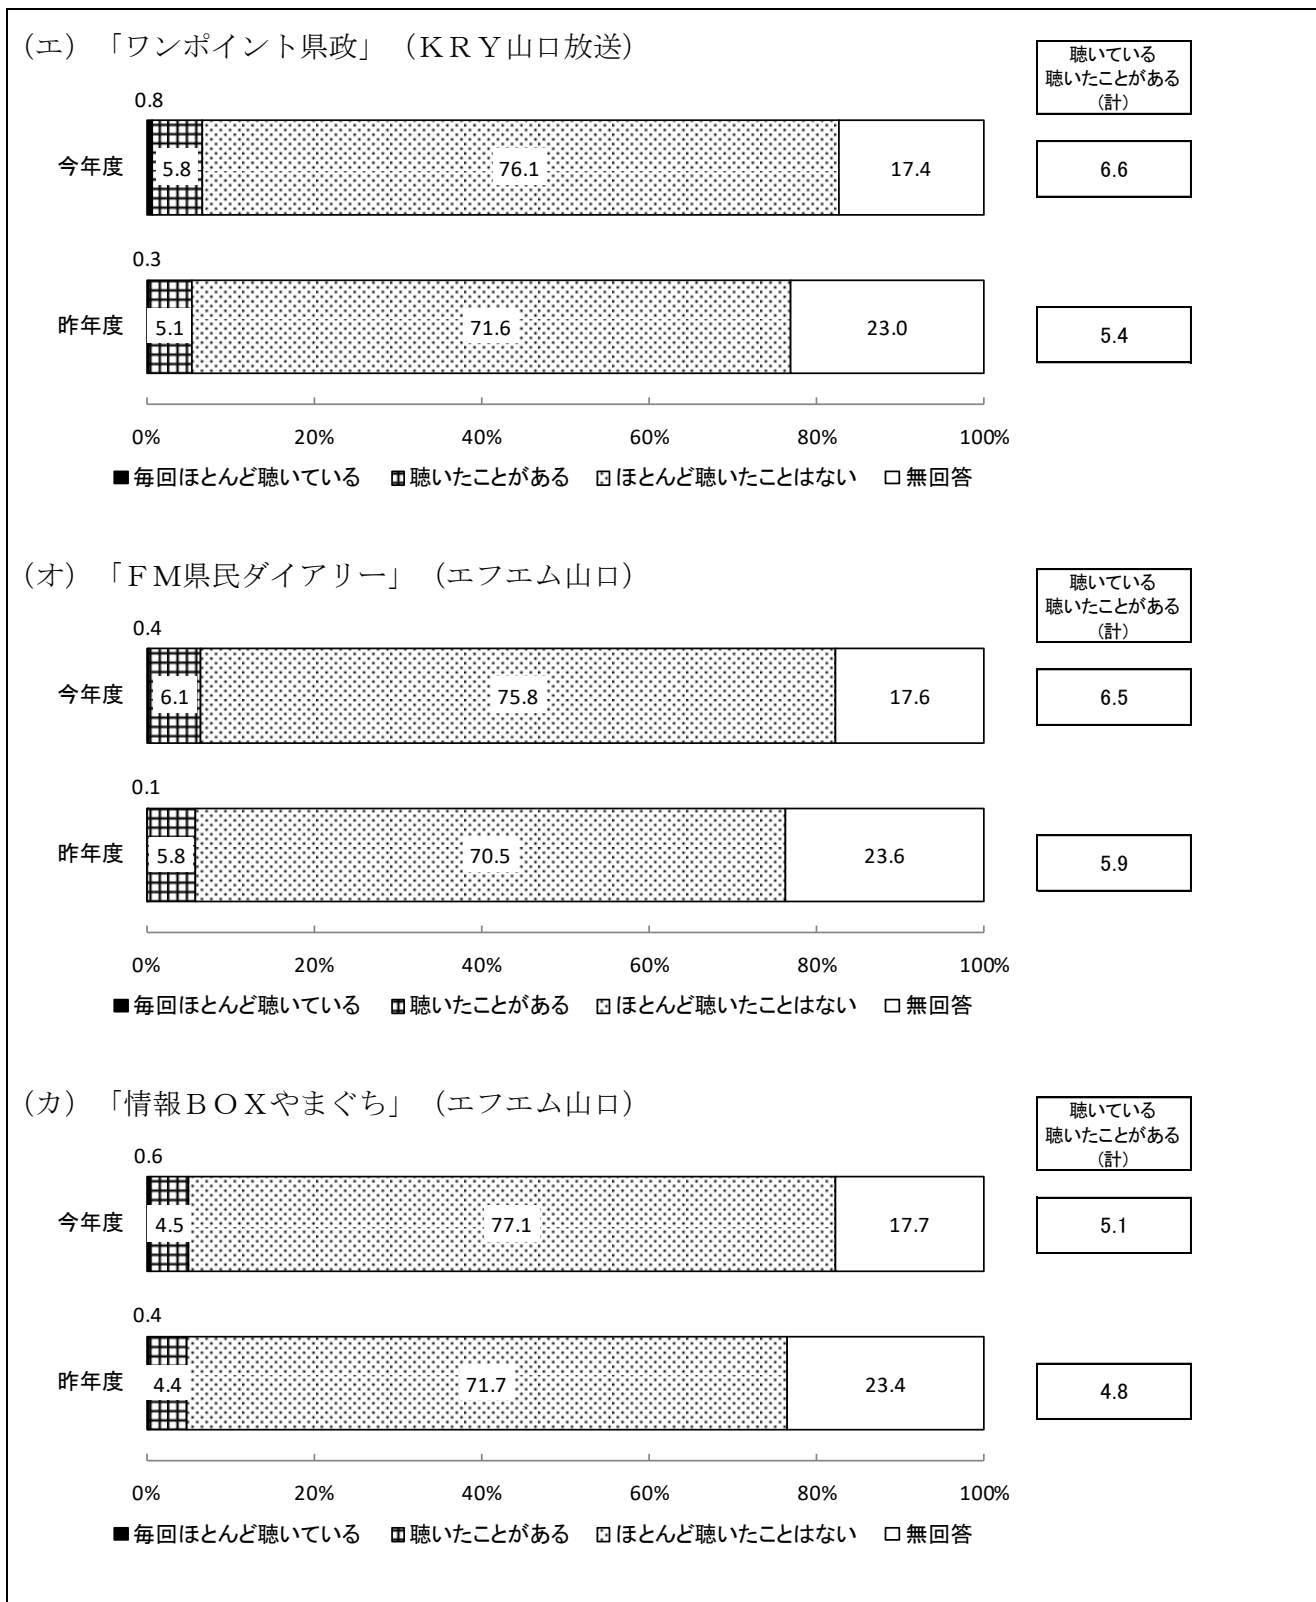 (エ) 「ワンポイント県政」 (ＫＲＹ山口放送)
聴いている
聴いたことがある
(計)
0.8
今年度 5.8 76.1 17.4 6.6
0.3
昨年度 5.1 71.6 23.0 5.4
0% 20% 40% 60% 80% 100%
毎回ほとんど聴いている 聴いたことがある ほとんど聴いたことはない 無回答
(オ) 「ＦＭ県民ダイアリー」 (エフエム山口)
聴いている
聴いたことがある
(計)
0.4
今年度 6.1 75.8 17.6 6.5
0.1
昨年度 5.8 70.5 23.6 5.9
0% 20% 40% 60% 80% 100%
毎回ほとんど聴いている 聴いたことがある ほとんど聴いたことはない 無回答
(カ) 「情報ＢＯＸやまぐち」 (エフエム山口)
聴いている
聴いたことがある
(計)
0.6
今年度 4.5 77.1 17.7 5.1
0.4
昨年度 4.4 71.7 23.4 4.8
0% 20% 40% 60% 80% 100%
毎回ほとんど聴いている 聴いたことがある ほとんど聴いたことはない 無回答